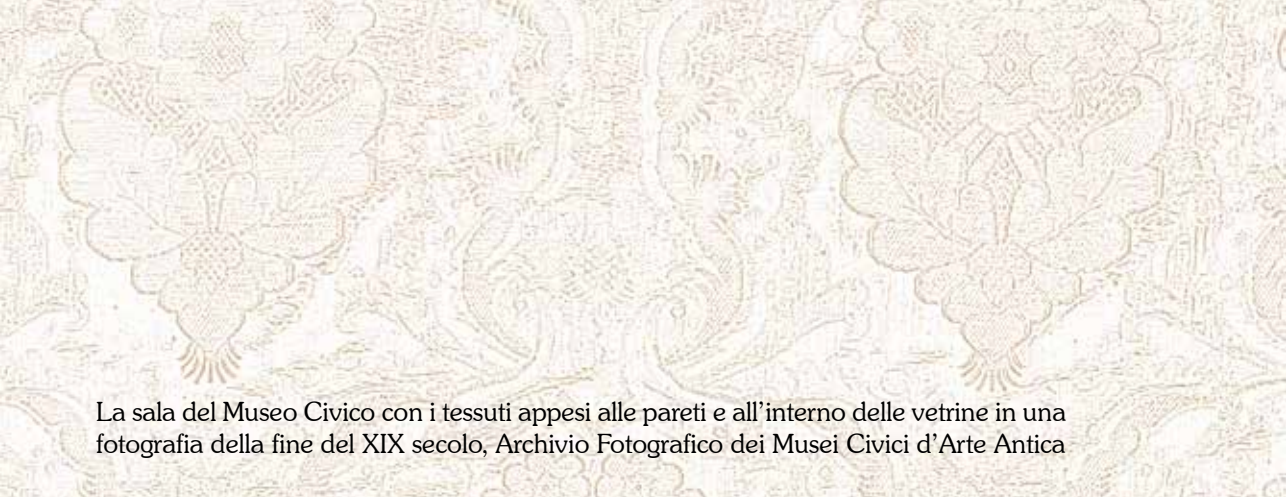 La sala del Museo Civico con i tessuti appesi alle pareti e all’interno delle vetrine in una
fotografia della fine del XIX secolo, Archivio Fotografico dei Musei Civici d’Arte Antica